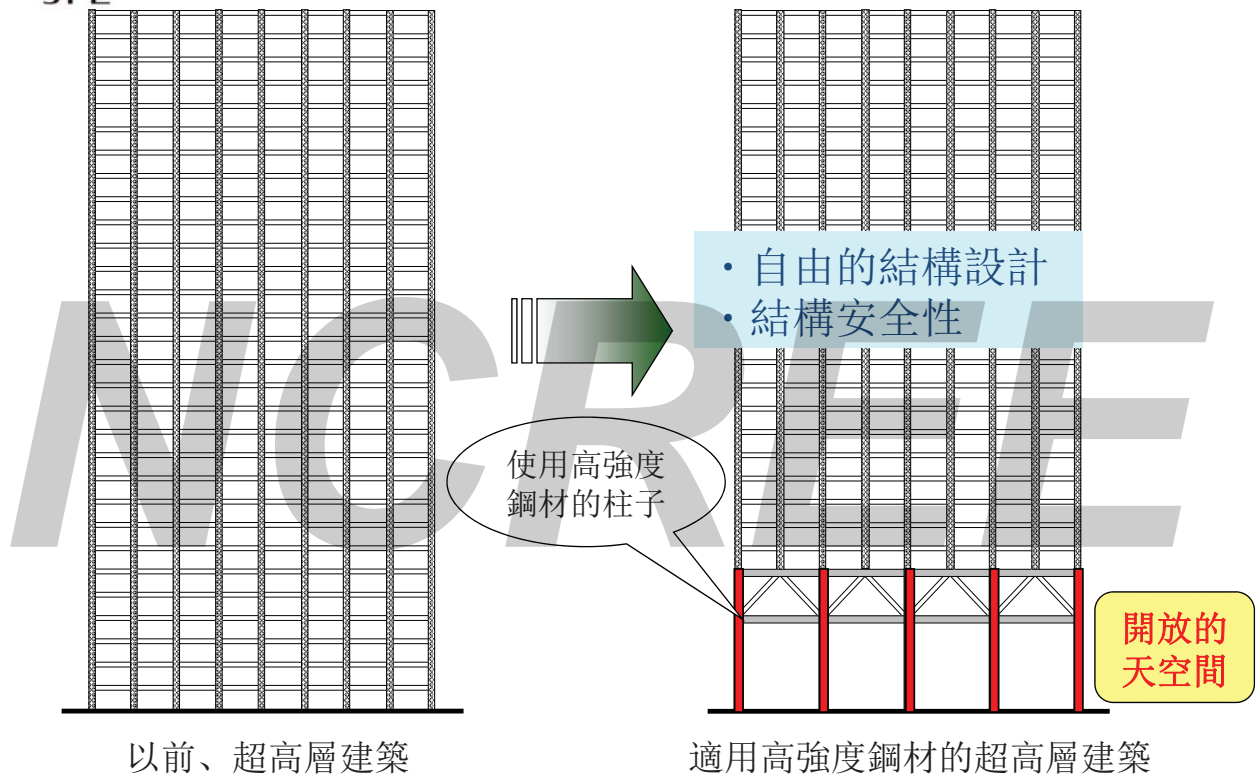 ・自由的結構設計
・結構安全性
NCREE
使用高強度
鋼材的柱子
開放的
天空間
以前、超高層建築
適用高強度鋼材的超高層建築